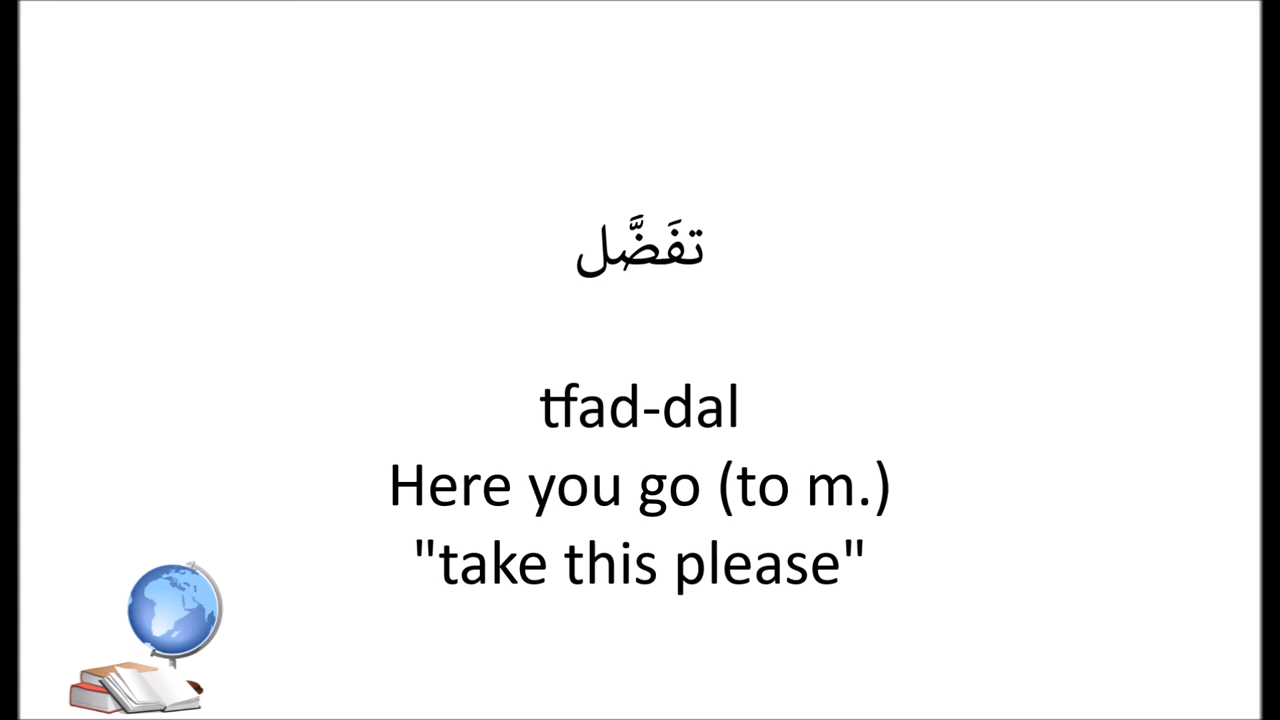 تفَضَّل
tfad-dal
Here you go (to m.)
"take this please"